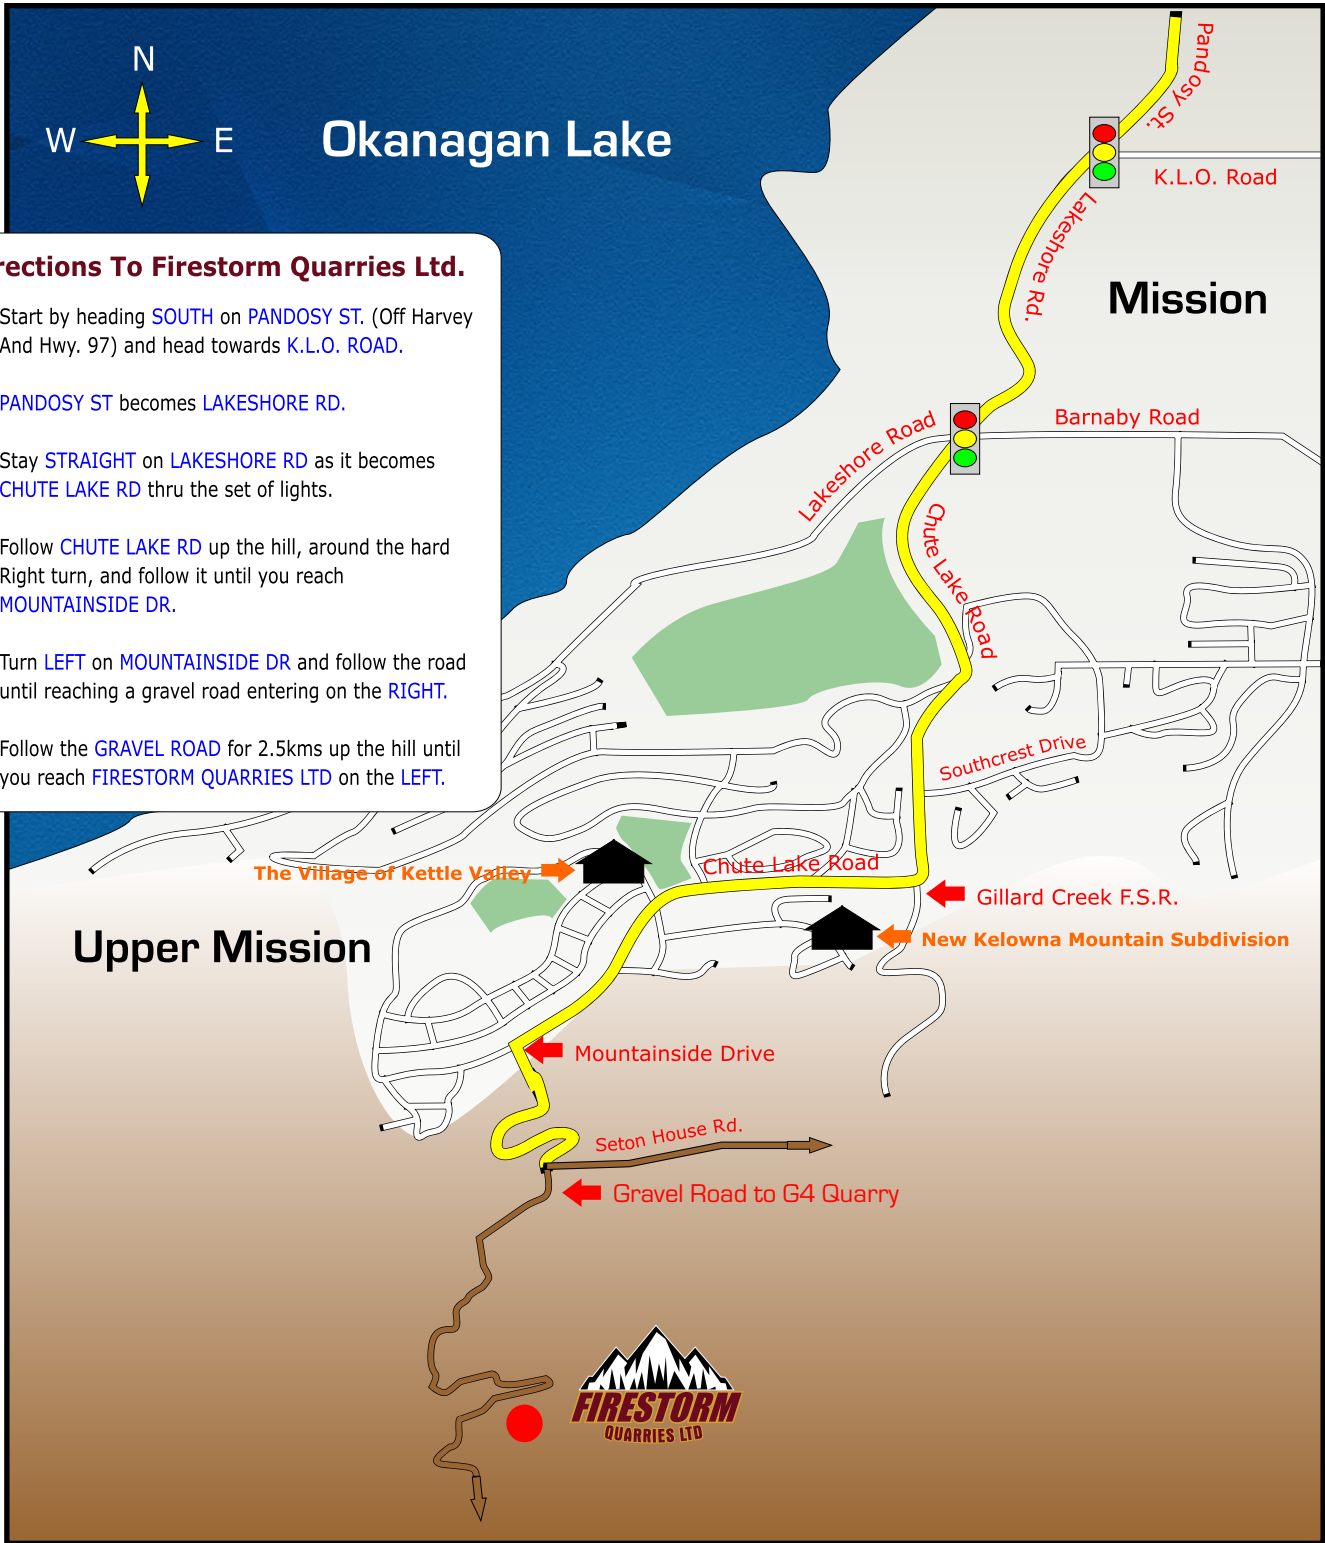 N
W
E
Okanagan Lake
Pandosy St.
K.L.O. Road
Lakeshore Rd.
Mission
rections To Firestorm Quarries Ltd.
Start by heading SOUTH on PANDOSY ST. (Off Harvey
And Hwy. 97) and head towards K.L.O. ROAD.
PANDOSY ST becomes LAKESHORE RD.
Stay STRAIGHT on LAKESHORE RD as it becomes
CHUTE LAKE RD thru the set of lights.
Follow CHUTE LAKE RD up the hill, around the hard
Right turn, and follow it until you reach
MOUNTAINSIDE DR.
Turn LEFT on MOUNTAINSIDE DR and follow the road
until reaching a gravel road entering on the RIGHT.
Follow the GRAVEL ROAD for 2.5kms up the hill until
you reach FIRESTORM QUARRIES LTD on the LEFT.
Lakeshore Road
Barnaby Road
Chute Lake Road
Southcrest Drive
Chute Lake Road
The Village of Kettle Valley
Gillard Creek F.S.R.
New Kelowna Mountain Subdivision
Upper Mission
Mountainside Drive
Seton House Rd.
Gravel Road to G4 Quarry
FIRESTORM
QUARRIES LTD